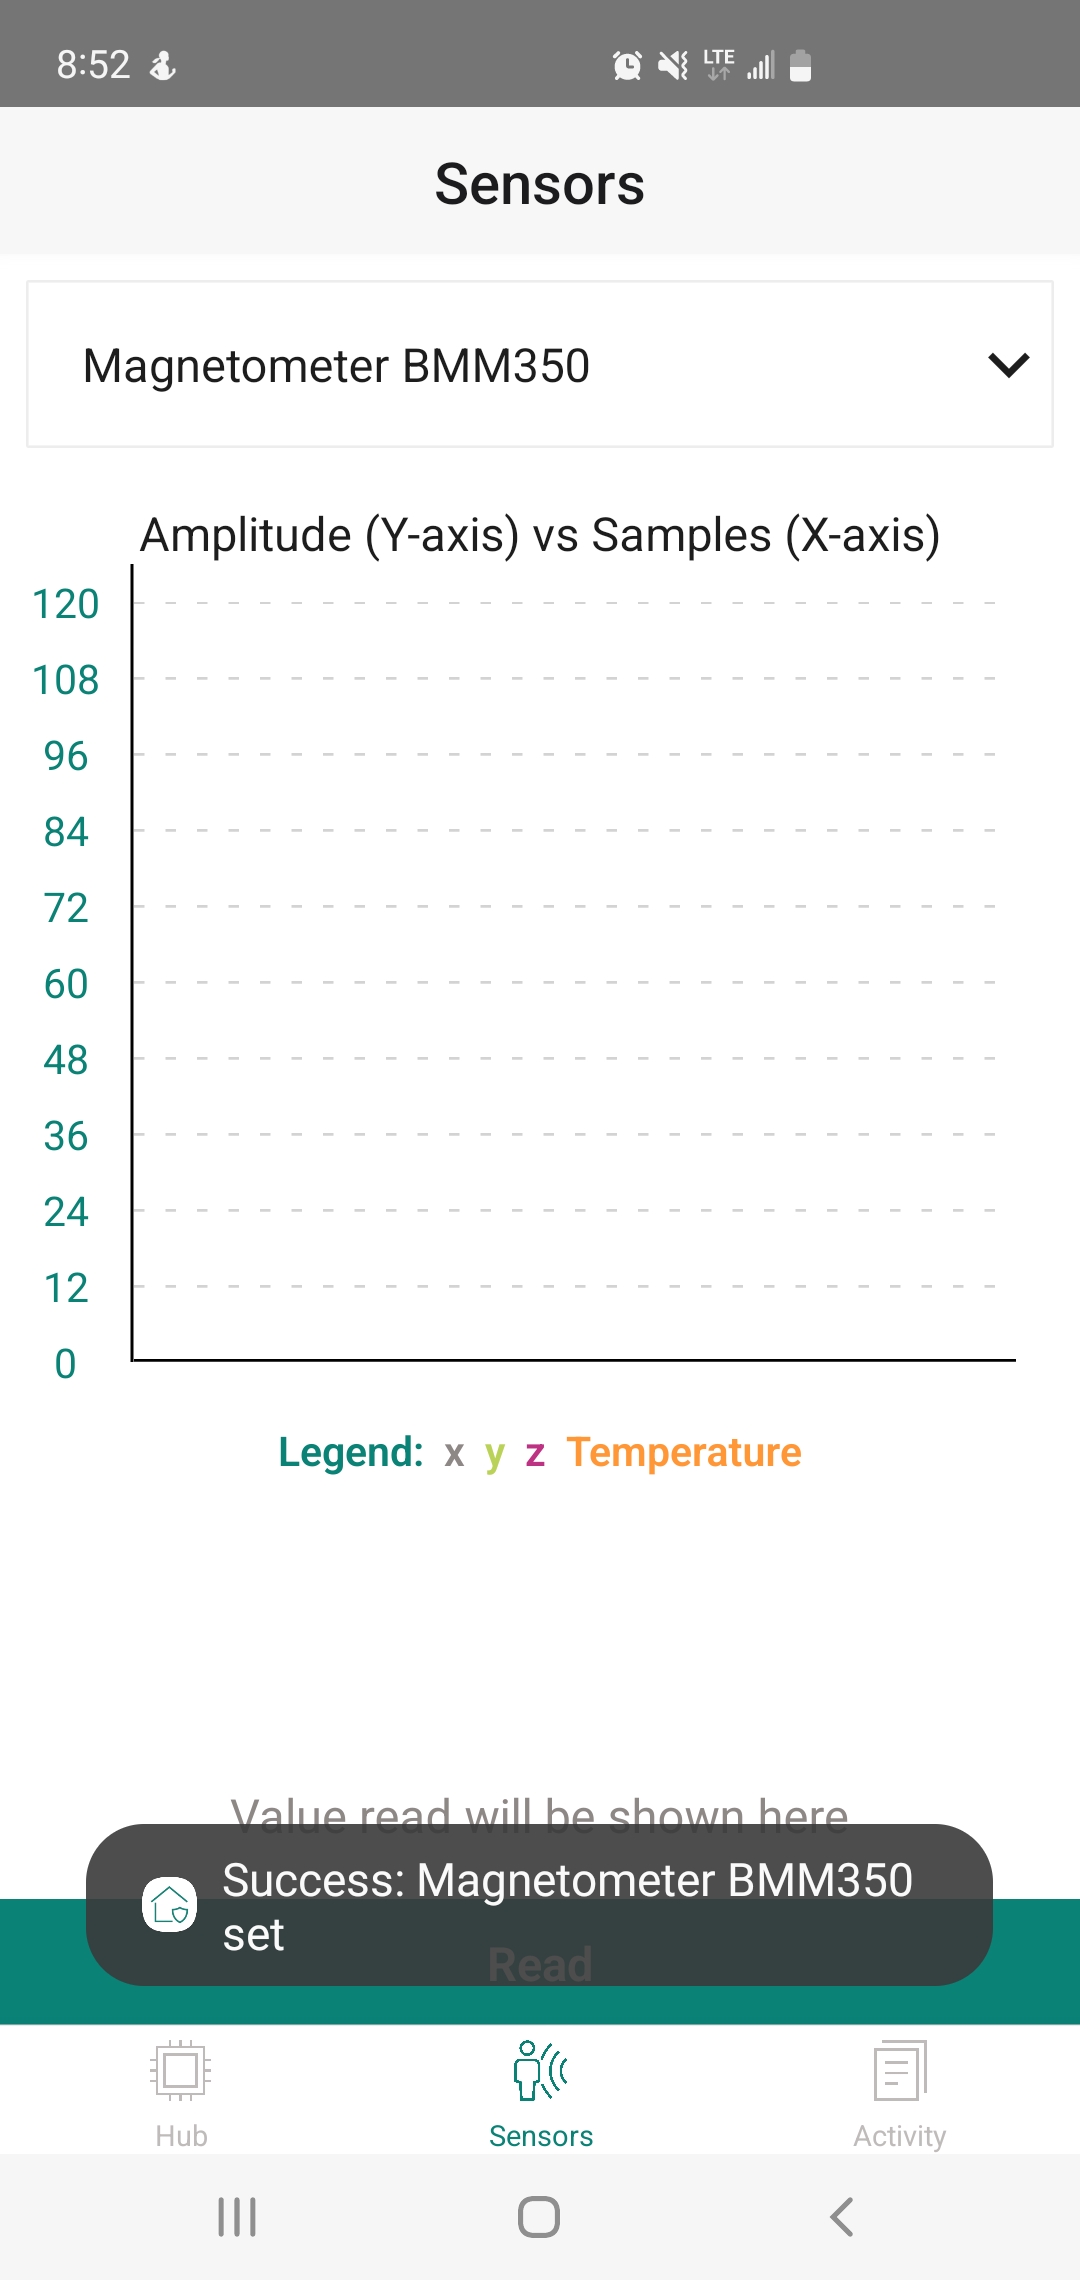 8:52 LTE
Sensors
Magnetometer BMM350
Amplitude (Y-axis) vs Samples (X-axis)
120
108
96
84
72
60
48
36
24
12
0
Legend: x y z Temperature
Value read will be shown here
Success: Magnetometer BMM350
set
Read
Hub Sensors Activity